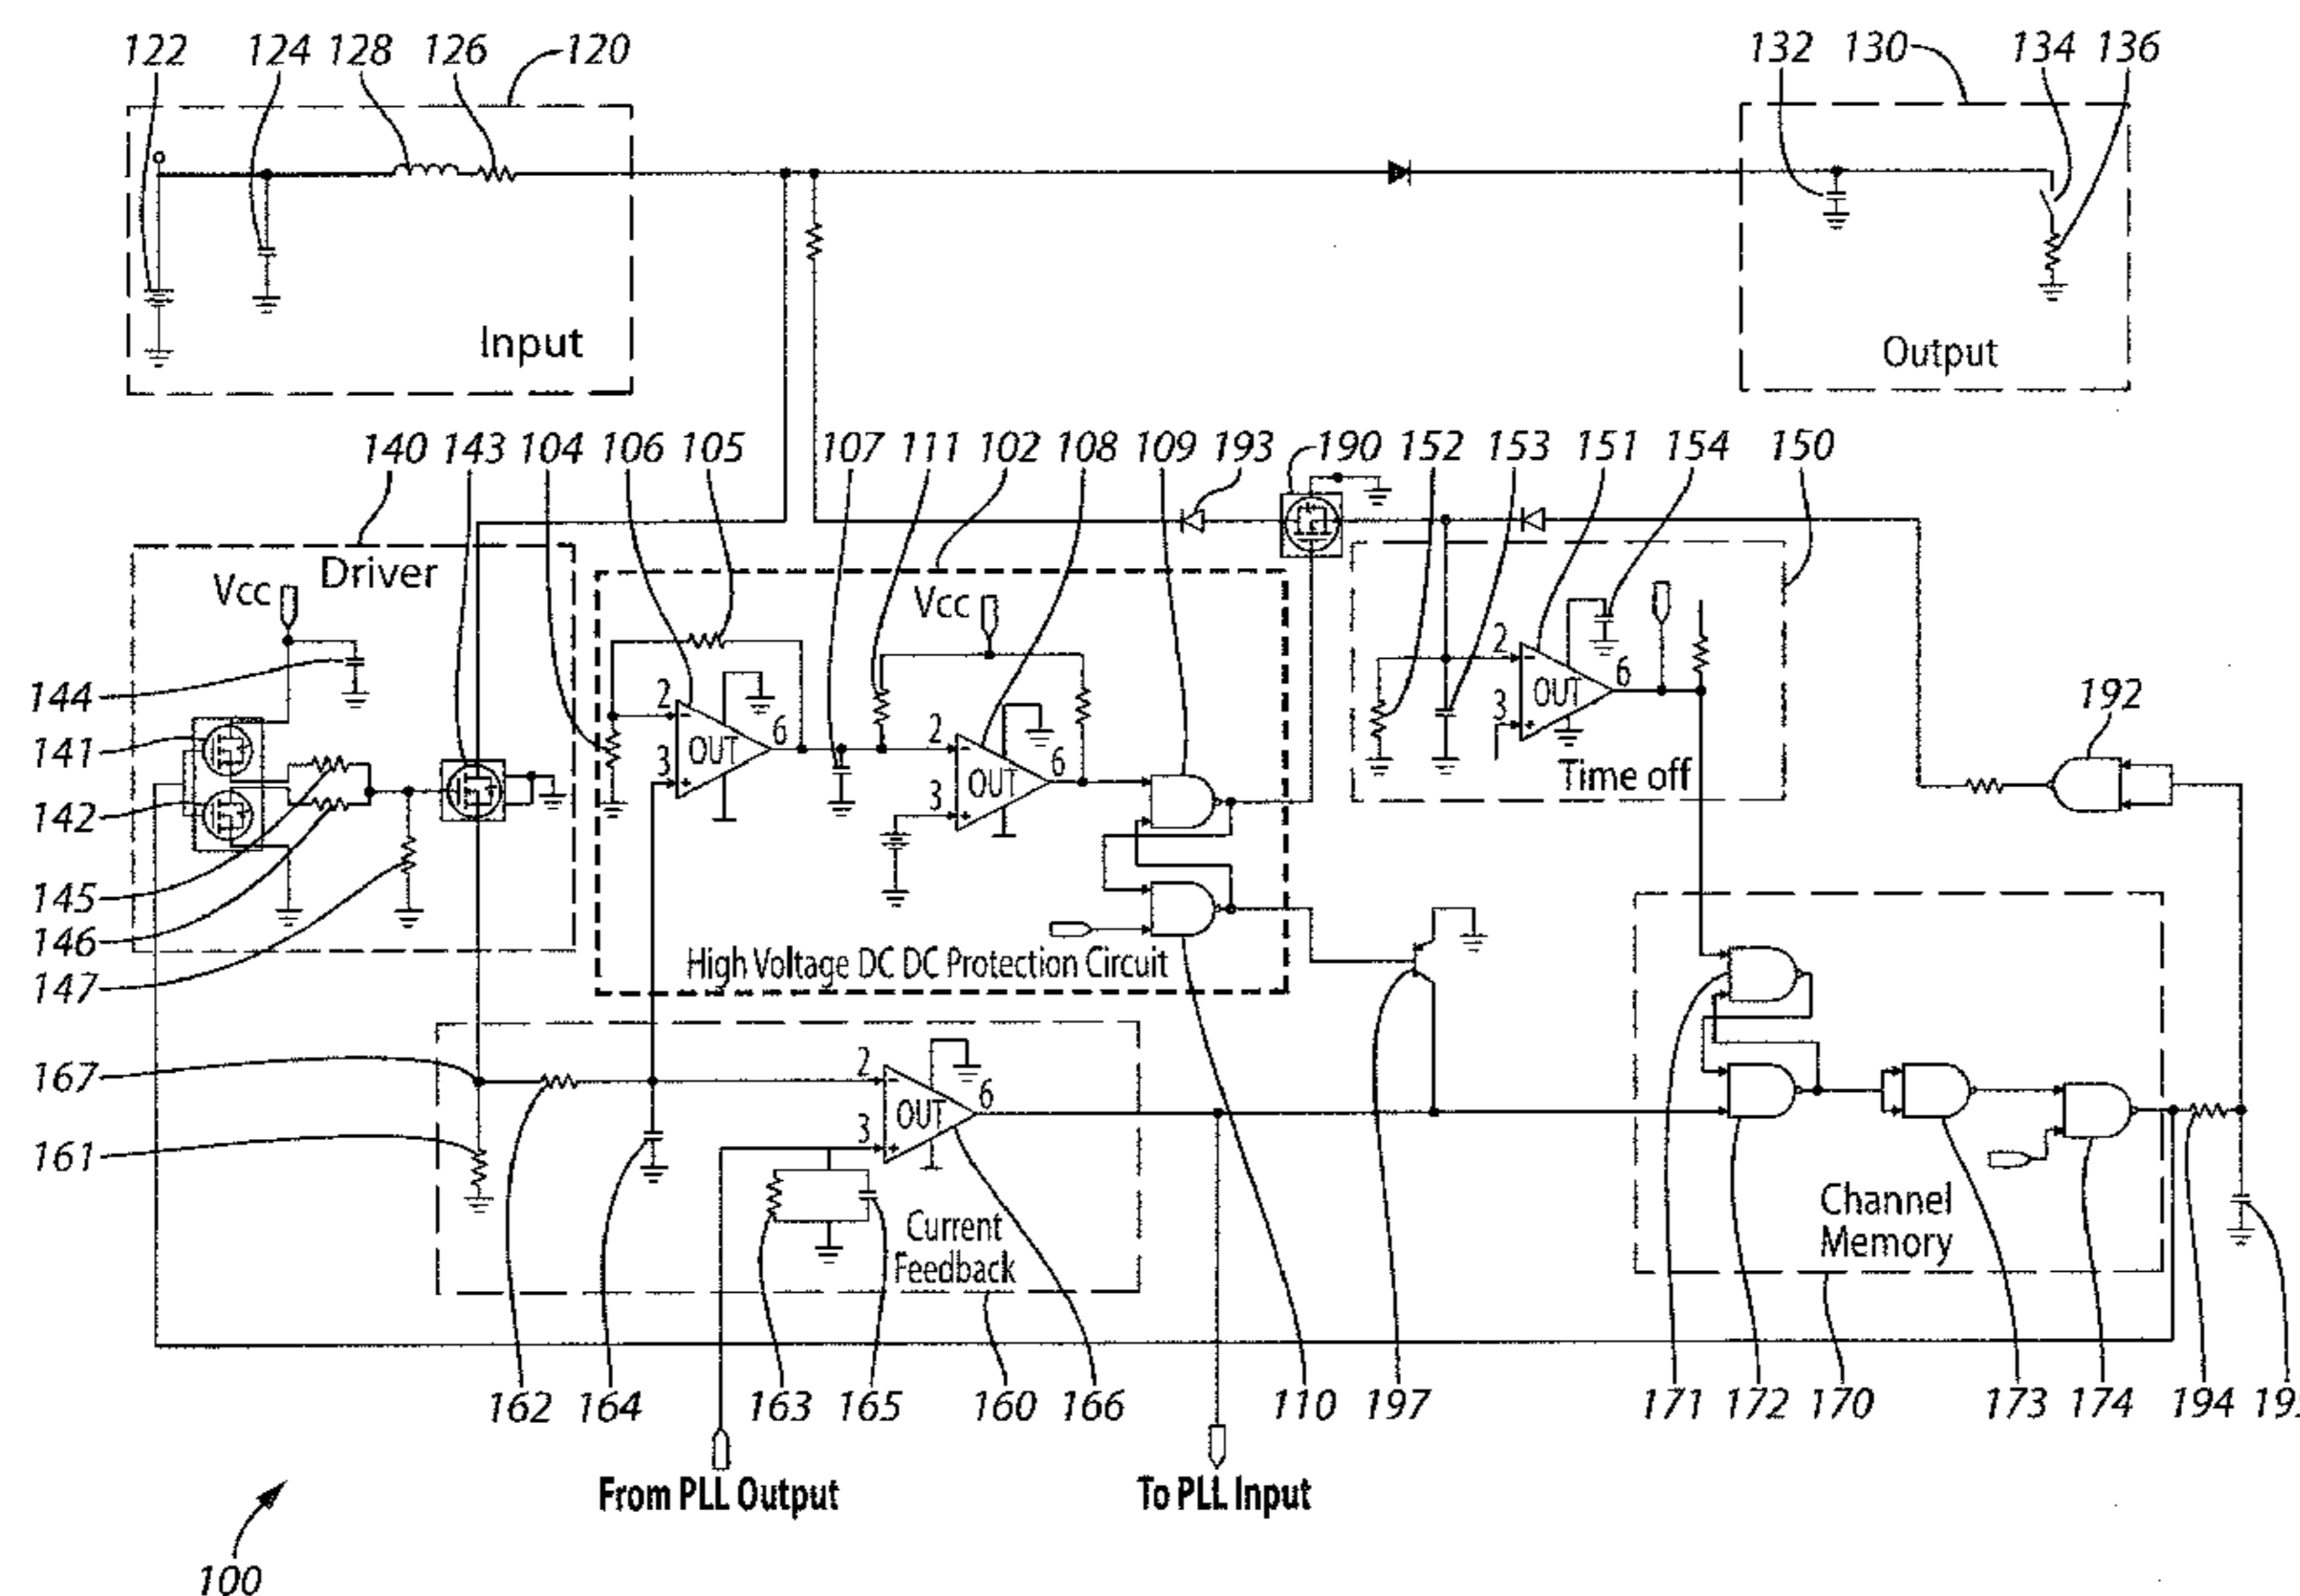 122 124 128 126 120 132 130 134 136
Input
Output
140 143 104 106 105 107 111 102 108 109 193 190 152 153 151 154 150
Driver
Vcc
Vcc
144
141
142
145
146
147
2
3
OUT
6
2
3
OUT
6
2
3
OUT
6
Time off
192
High Voltage DC DC Protection Circuit
167
161
2
3
OUT
6
Current
Feedback
Channel
Memory
162 164 163 165 160 166 110 197 171 172 170 173 174 194
From PLL Output
To PLL Input
100